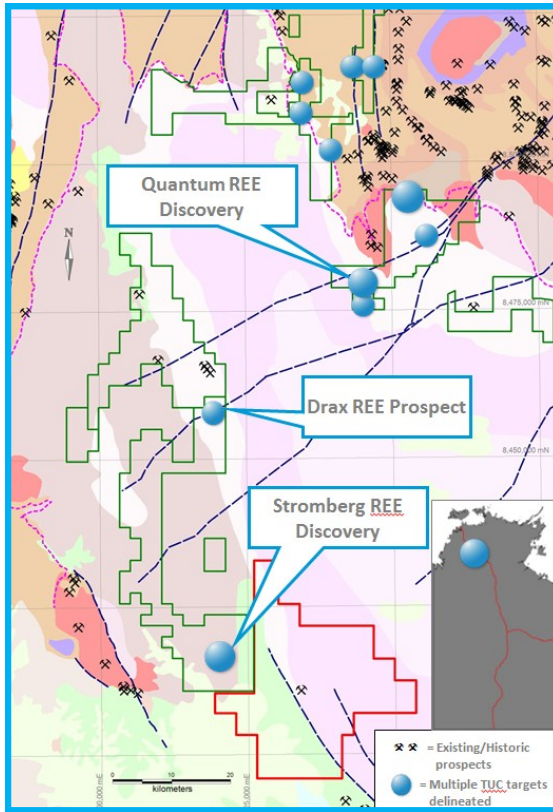 Quantum REE
Discovery
N
8,475,000 mN
Drax REE Prospect
8,450,000 mN
Stromberg REE
Discovery
0
10
20
kilometers
= Existing/Historic
prospects
= Multiple TUC targets
delineated